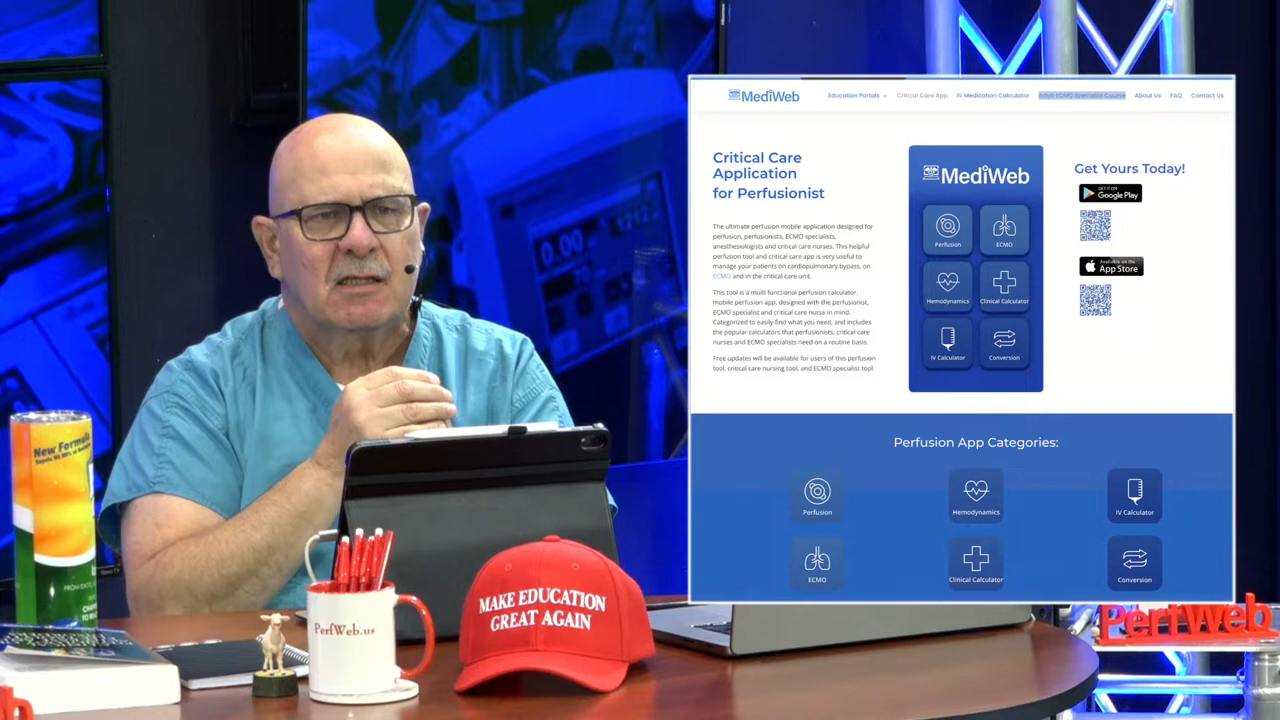 MediWeb
Education Portals
Critical Care App
IV Medication Calculator
Adult ECMO Specialist Course
About Us
FAQ
Contact Us
Critical Care
Application
for Perfusionist
The ultimate perfusion mobile application designed for
perfusion, perfusionists, ECMO specialists,
anesthesiologists and critical care nurses. This helpful
perfusion tool and critical care app is very useful to
manage your patients on cardiopulmonary bypass, on
ECMO and in the critical care unit.
This tool is a multi functional perfusion calculator,
mobile perfusion app, designed with the perfusionist,
ECMO specialist and critical care nurse in mind.
Categorized to easily find what you need, and includes
the popular calculators that perfusionists, critical care
nurses and ECMO specialists need on a routine basis.
Free updates will be available for users of this perfusion
tool, critical care nursing tool, and ECMO specialist tool.
MediWeb
Perfusion
ECMO
Hemodynamics
Clinical Calculator
IV Calculator
Conversion
Get Yours Today!
GET IT ON
Google Play
Available on the
App Store
Perfusion App Categories:
Perfusion
Hemodynamics
IV Calculator
ECMO
Clinical Calculator
Conversion
New Formula
PerfWeb.us
MAKE EDUCATION
GREAT AGAIN
PerfWeb